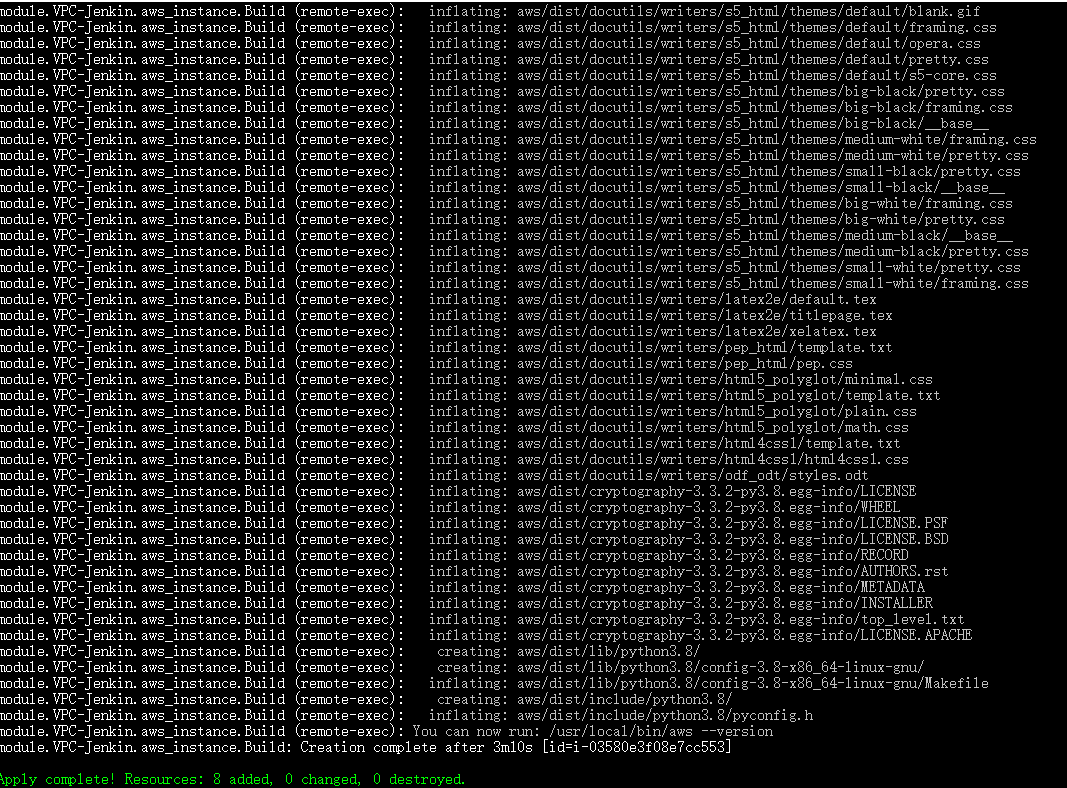 module.VPC-Jenkin.aws_instance.Build (remote-exec):   inflating: aws/dist/docutils/writers/s5_html/themes/default/blank.gif
module.VPC-Jenkin.aws_instance.Build (remote-exec):   inflating: aws/dist/docutils/writers/s5_html/themes/default/framing.css
module.VPC-Jenkin.aws_instance.Build (remote-exec):   inflating: aws/dist/docutils/writers/s5_html/themes/default/opera.css
module.VPC-Jenkin.aws_instance.Build (remote-exec):   inflating: aws/dist/docutils/writers/s5_html/themes/default/pretty.css
module.VPC-Jenkin.aws_instance.Build (remote-exec):   inflating: aws/dist/docutils/writers/s5_html/themes/default/s5-core.css
module.VPC-Jenkin.aws_instance.Build (remote-exec):   inflating: aws/dist/docutils/writers/s5_html/themes/big-black/pretty.css
module.VPC-Jenkin.aws_instance.Build (remote-exec):   inflating: aws/dist/docutils/writers/s5_html/themes/big-black/framing.css
module.VPC-Jenkin.aws_instance.Build (remote-exec):   inflating: aws/dist/docutils/writers/s5_html/themes/big-black/__base__
module.VPC-Jenkin.aws_instance.Build (remote-exec):   inflating: aws/dist/docutils/writers/s5_html/themes/medium-white/framing.css
module.VPC-Jenkin.aws_instance.Build (remote-exec):   inflating: aws/dist/docutils/writers/s5_html/themes/medium-white/pretty.css
module.VPC-Jenkin.aws_instance.Build (remote-exec):   inflating: aws/dist/docutils/writers/s5_html/themes/small-black/pretty.css
module.VPC-Jenkin.aws_instance.Build (remote-exec):   inflating: aws/dist/docutils/writers/s5_html/themes/small-black/__base__
module.VPC-Jenkin.aws_instance.Build (remote-exec):   inflating: aws/dist/docutils/writers/s5_html/themes/big-white/framing.css
module.VPC-Jenkin.aws_instance.Build (remote-exec):   inflating: aws/dist/docutils/writers/s5_html/themes/big-white/pretty.css
module.VPC-Jenkin.aws_instance.Build (remote-exec):   inflating: aws/dist/docutils/writers/s5_html/themes/medium-black/__base__
module.VPC-Jenkin.aws_instance.Build (remote-exec):   inflating: aws/dist/docutils/writers/s5_html/themes/medium-black/pretty.css
module.VPC-Jenkin.aws_instance.Build (remote-exec):   inflating: aws/dist/docutils/writers/s5_html/themes/small-white/pretty.css
module.VPC-Jenkin.aws_instance.Build (remote-exec):   inflating: aws/dist/docutils/writers/s5_html/themes/small-white/framing.css
module.VPC-Jenkin.aws_instance.Build (remote-exec):   inflating: aws/dist/docutils/writers/latex2e/default.tex
module.VPC-Jenkin.aws_instance.Build (remote-exec):   inflating: aws/dist/docutils/writers/latex2e/titlepage.tex
module.VPC-Jenkin.aws_instance.Build (remote-exec):   inflating: aws/dist/docutils/writers/latex2e/xelatex.tex
module.VPC-Jenkin.aws_instance.Build (remote-exec):   inflating: aws/dist/docutils/writers/pep_html/template.txt
module.VPC-Jenkin.aws_instance.Build (remote-exec):   inflating: aws/dist/docutils/writers/pep_html/pep.css
module.VPC-Jenkin.aws_instance.Build (remote-exec):   inflating: aws/dist/docutils/writers/html5_polyglot/minimal.css
module.VPC-Jenkin.aws_instance.Build (remote-exec):   inflating: aws/dist/docutils/writers/html5_polyglot/template.txt
module.VPC-Jenkin.aws_instance.Build (remote-exec):   inflating: aws/dist/docutils/writers/html5_polyglot/plain.css
module.VPC-Jenkin.aws_instance.Build (remote-exec):   inflating: aws/dist/docutils/writers/html5_polyglot/math.css
module.VPC-Jenkin.aws_instance.Build (remote-exec):   inflating: aws/dist/docutils/writers/html4css1/template.txt
module.VPC-Jenkin.aws_instance.Build (remote-exec):   inflating: aws/dist/docutils/writers/html4css1/html4css1.css
module.VPC-Jenkin.aws_instance.Build (remote-exec):   inflating: aws/dist/docutils/writers/odf_odt/styles.odt
module.VPC-Jenkin.aws_instance.Build (remote-exec):   inflating: aws/dist/cryptography-3.3.2-py3.8.egg-info/LICENSE
module.VPC-Jenkin.aws_instance.Build (remote-exec):   inflating: aws/dist/cryptography-3.3.2-py3.8.egg-info/WHEEL
module.VPC-Jenkin.aws_instance.Build (remote-exec):   inflating: aws/dist/cryptography-3.3.2-py3.8.egg-info/LICENSE.PSF
module.VPC-Jenkin.aws_instance.Build (remote-exec):   inflating: aws/dist/cryptography-3.3.2-py3.8.egg-info/LICENSE.BSD
module.VPC-Jenkin.aws_instance.Build (remote-exec):   inflating: aws/dist/cryptography-3.3.2-py3.8.egg-info/RECORD
module.VPC-Jenkin.aws_instance.Build (remote-exec):   inflating: aws/dist/cryptography-3.3.2-py3.8.egg-info/AUTHORS.rst
module.VPC-Jenkin.aws_instance.Build (remote-exec):   inflating: aws/dist/cryptography-3.3.2-py3.8.egg-info/METADATA
module.VPC-Jenkin.aws_instance.Build (remote-exec):   inflating: aws/dist/cryptography-3.3.2-py3.8.egg-info/INSTALLER
module.VPC-Jenkin.aws_instance.Build (remote-exec):   inflating: aws/dist/cryptography-3.3.2-py3.8.egg-info/top_level.txt
module.VPC-Jenkin.aws_instance.Build (remote-exec):   inflating: aws/dist/cryptography-3.3.2-py3.8.egg-info/LICENSE.APACHE
module.VPC-Jenkin.aws_instance.Build (remote-exec):    creating: aws/dist/lib/python3.8/
module.VPC-Jenkin.aws_instance.Build (remote-exec):    creating: aws/dist/lib/python3.8/config-3.8-x86_64-linux-gnu/
module.VPC-Jenkin.aws_instance.Build (remote-exec):   inflating: aws/dist/lib/python3.8/config-3.8-x86_64-linux-gnu/Makefile
module.VPC-Jenkin.aws_instance.Build (remote-exec):    creating: aws/dist/include/python3.8/
module.VPC-Jenkin.aws_instance.Build (remote-exec):   inflating: aws/dist/include/python3.8/pyconfig.h
module.VPC-Jenkin.aws_instance.Build (remote-exec): You can now run: /usr/local/bin/aws --version
module.VPC-Jenkin.aws_instance.Build: Creation complete after 3m10s [id=i-03580e3f08e7cc553]
Apply complete! Resources: 8 added, 0 changed, 0 destroyed.